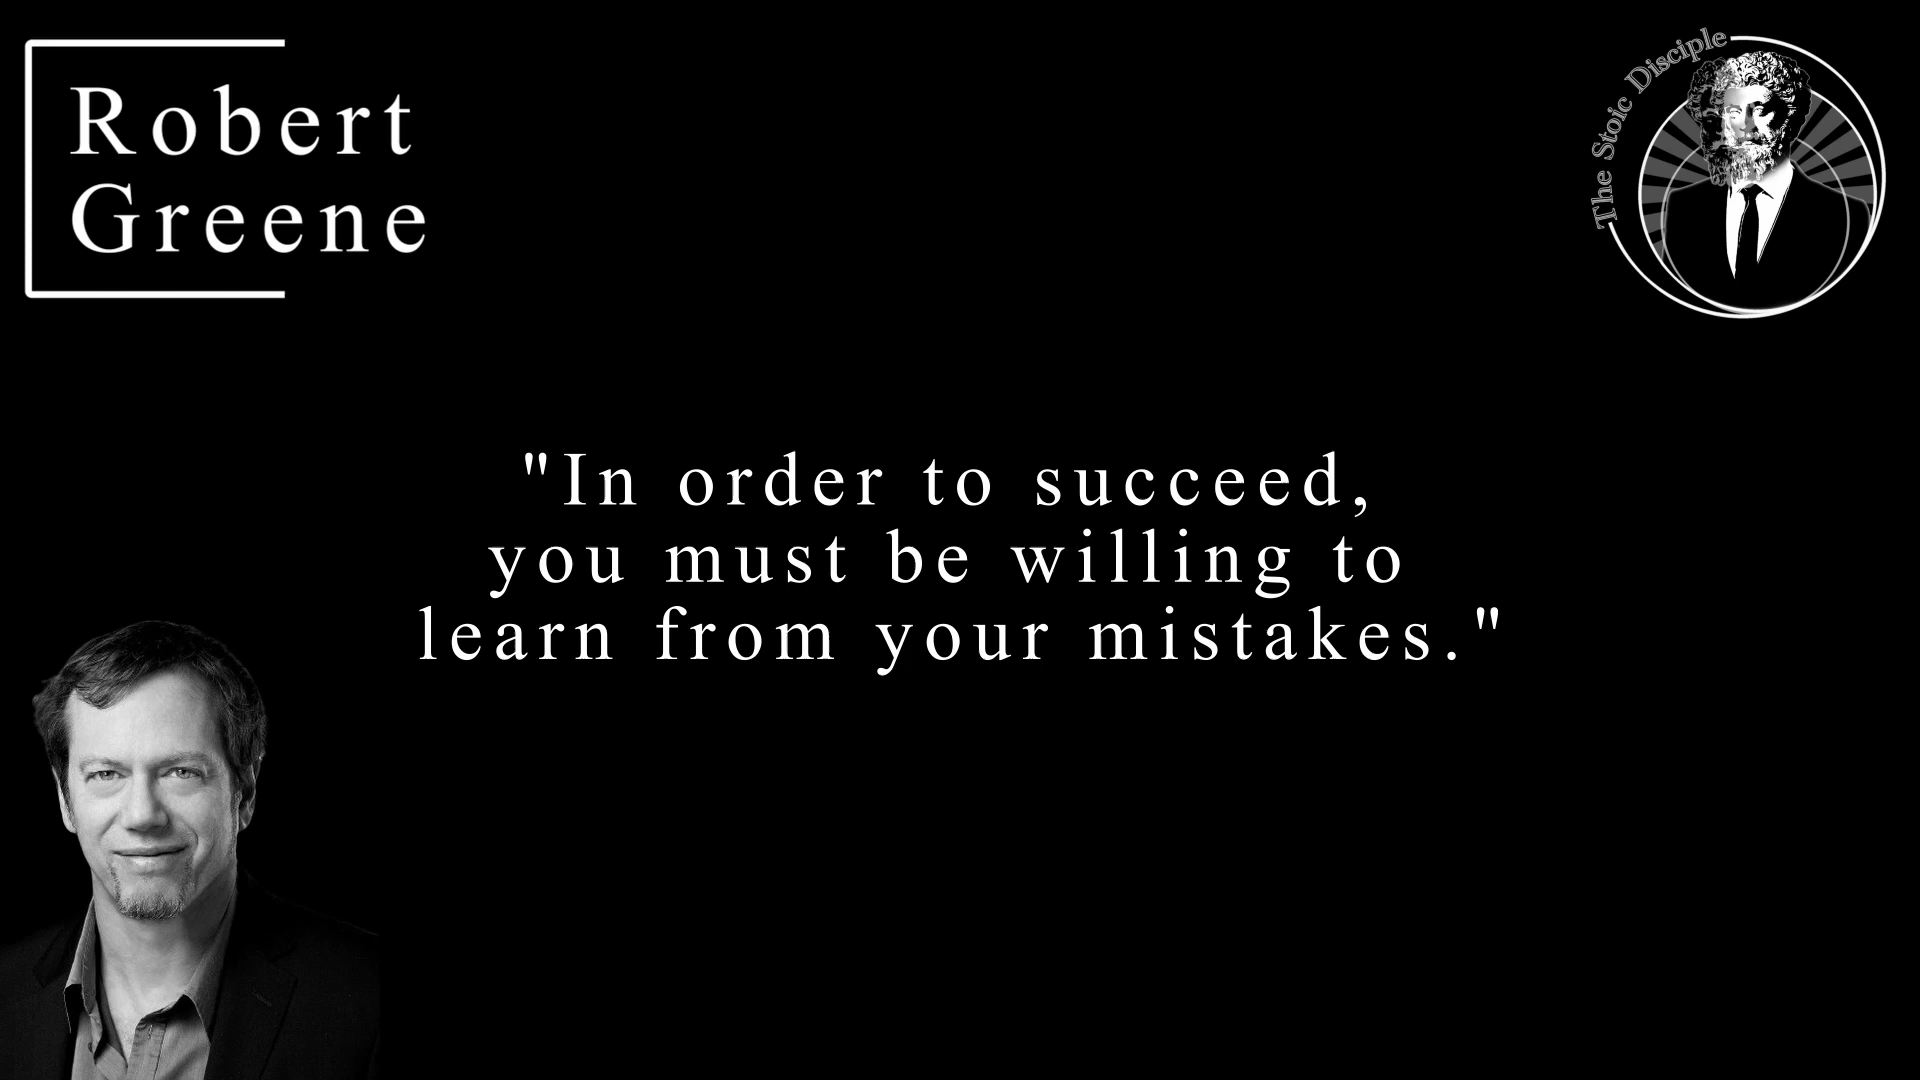 Robert
Greene
The Stoic Disciple
"In order to succeed,
you must be willing to
learn from your mistakes."